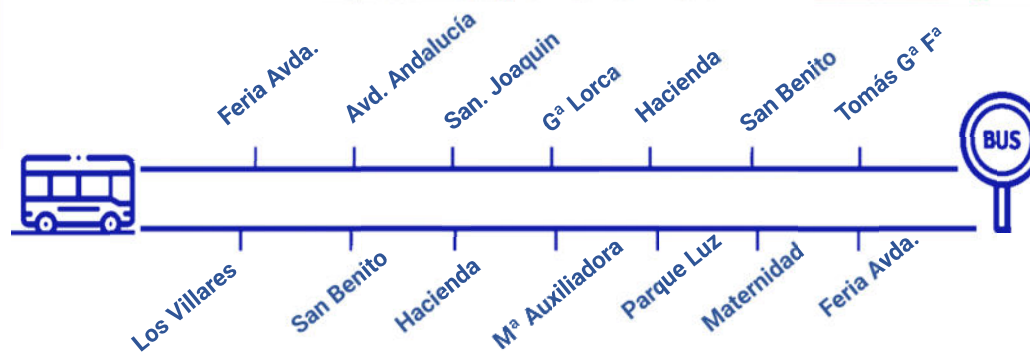 Feria Avda.
Avd. Andalucía
San. Joaquin
Gª Lorca
Hacienda
San Benito
Tomás Gª Fª
BUS
Los Villares
San Benito
Hacienda
Mª Auxiliadora
Parque Luz
Maternidad
Feria Avda.